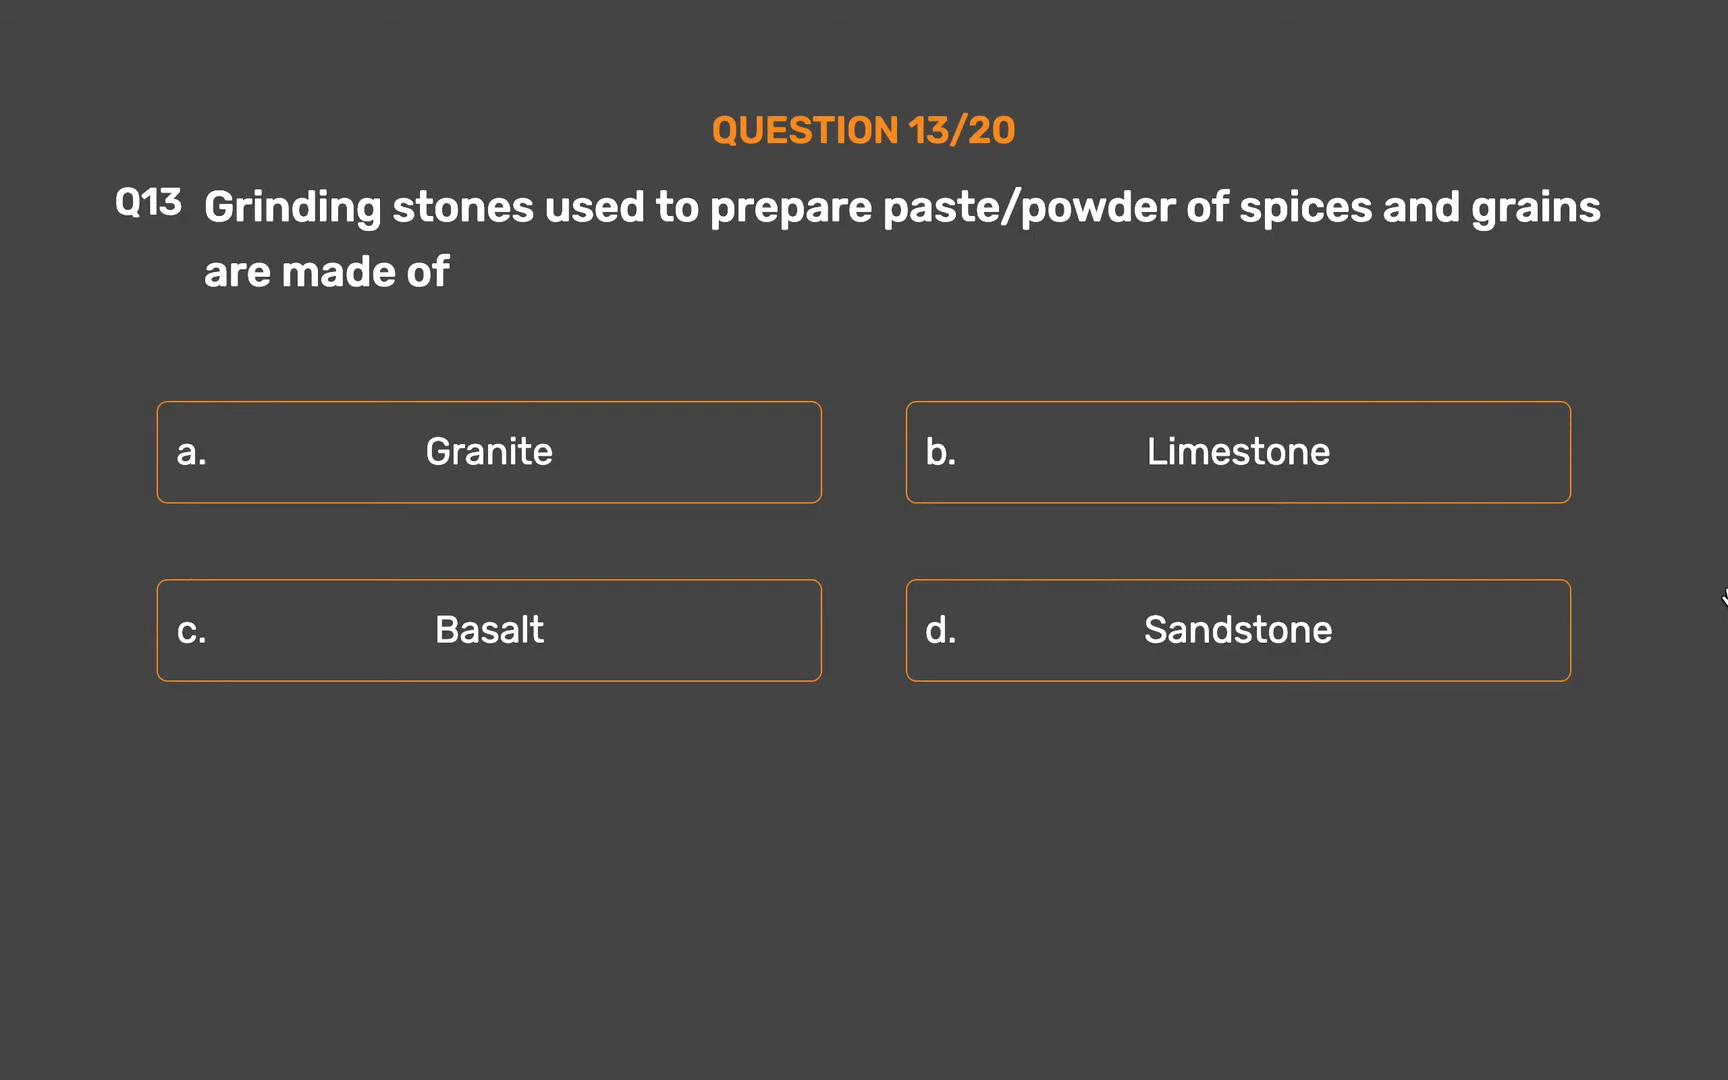 QUESTION 13/20
Q13 Grinding stones used to prepare paste/powder of spices and grains
are made of
a. Granite
b. Limestone
c. Basalt
d. Sandstone